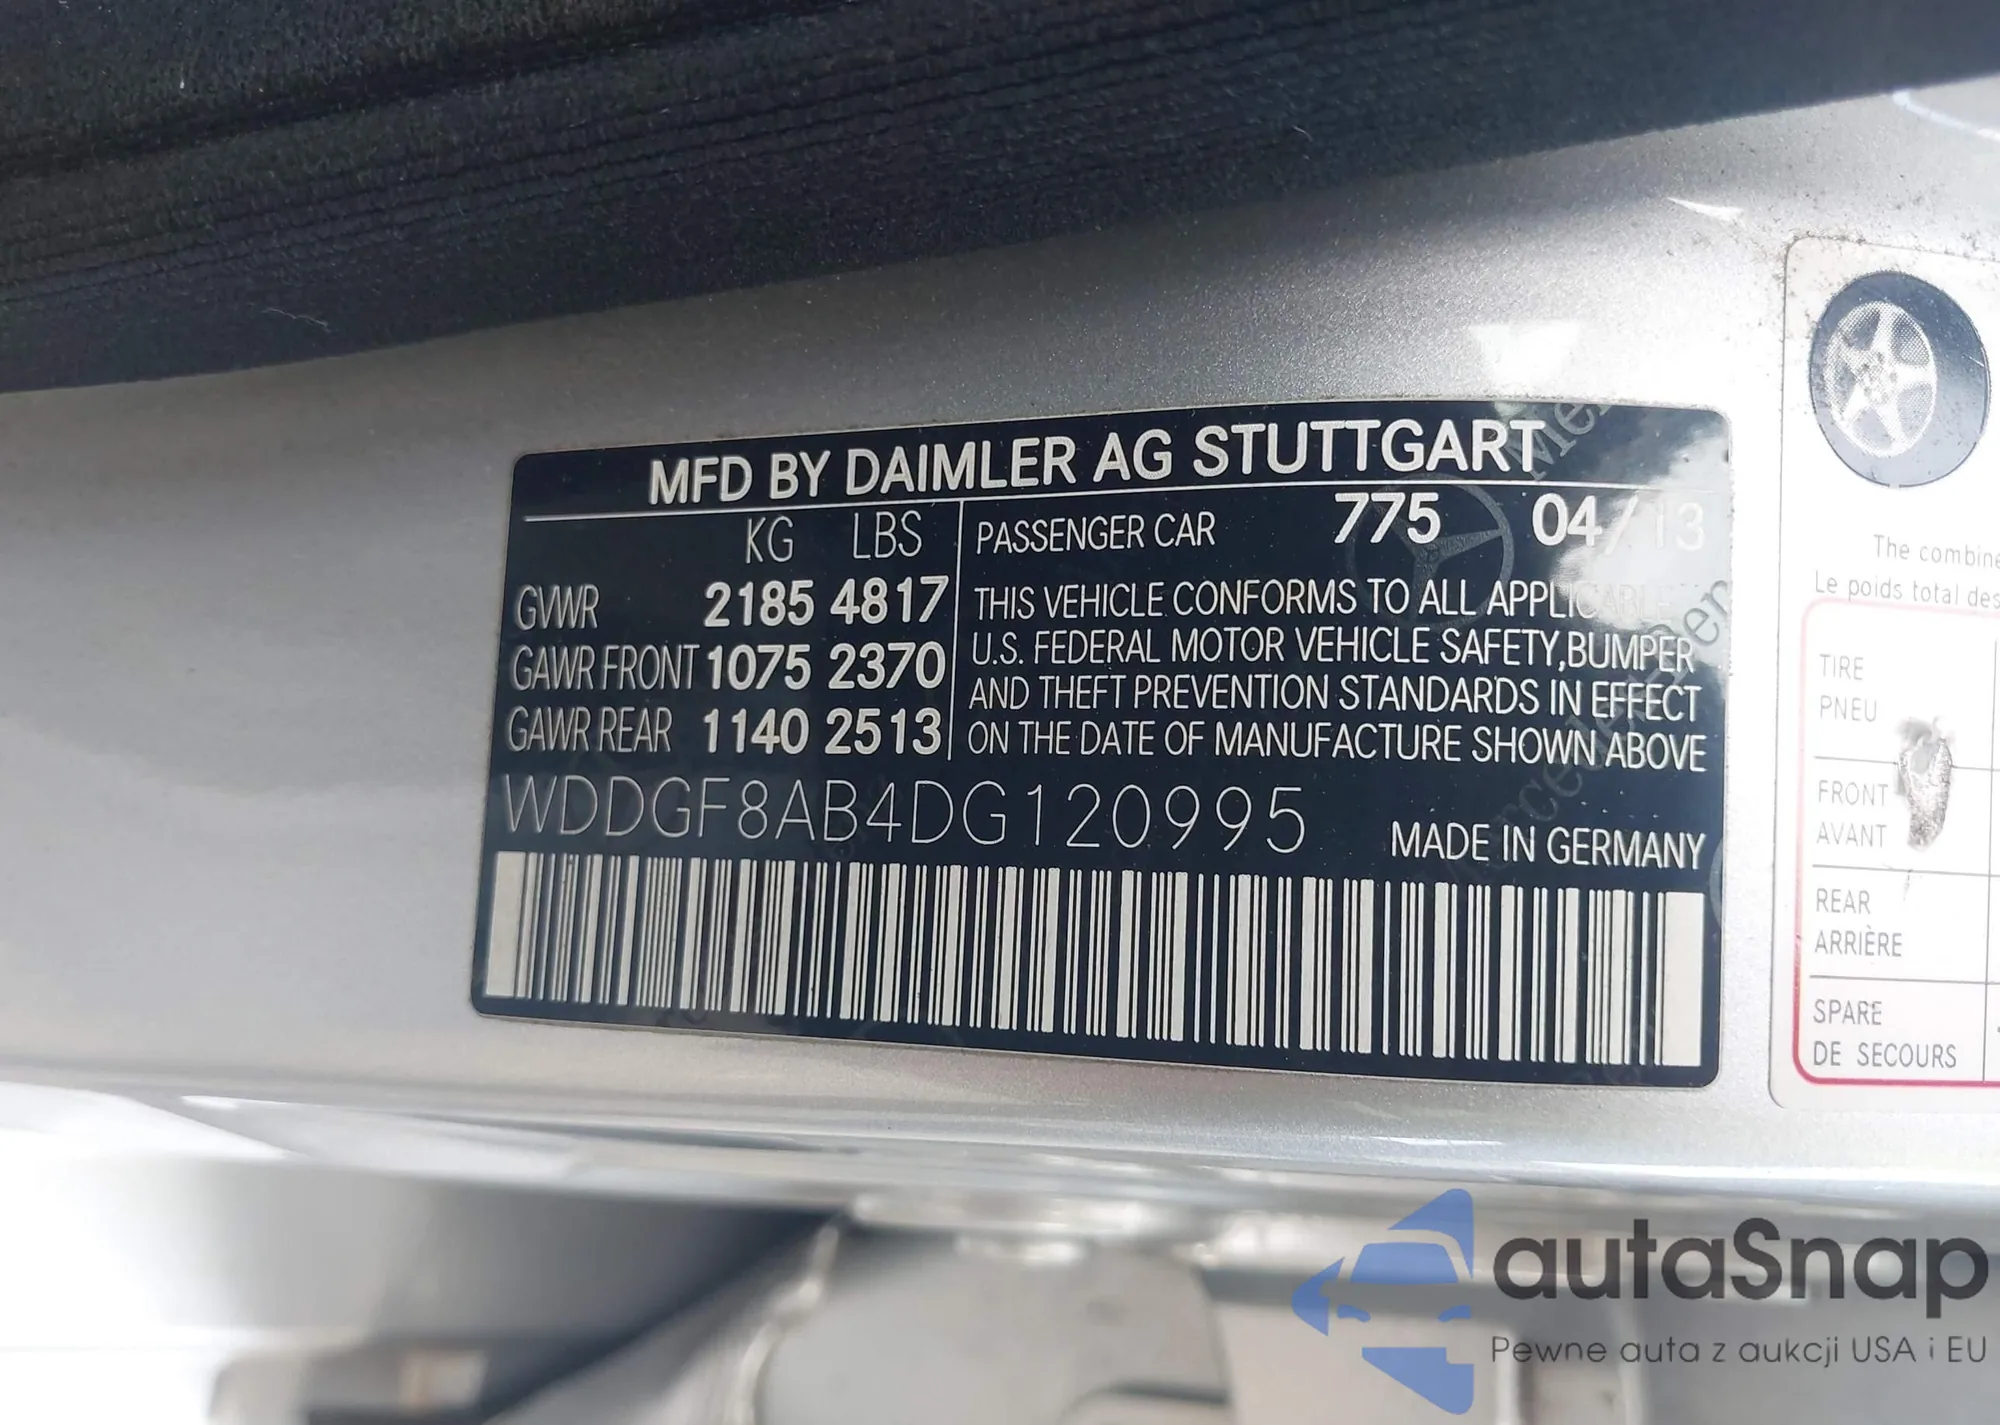 MFD BY DAIMLER AG STUTTGART
KG LBS
GVWR 2185 4817
GAWR FRONT 1075 2370
GAWR REAR 1140 2513
PASSENGER CAR 775 04/13
THIS VEHICLE CONFORMS TO ALL APPLICABLE
U.S. FEDERAL MOTOR VEHICLE SAFETY,BUMPER
AND THEFT PREVENTION STANDARDS IN EFFECT
ON THE DATE OF MANUFACTURE SHOWN ABOVE
WDDGF8AB4DG120995
MADE IN GERMANY
The
Le poids total
TIRE
PNEU
FRONT
AVANT
REAR
ARRIÈRE
SPARE
DE SECOURS
autaSnap
Pewne auta z aukcji USA i EU